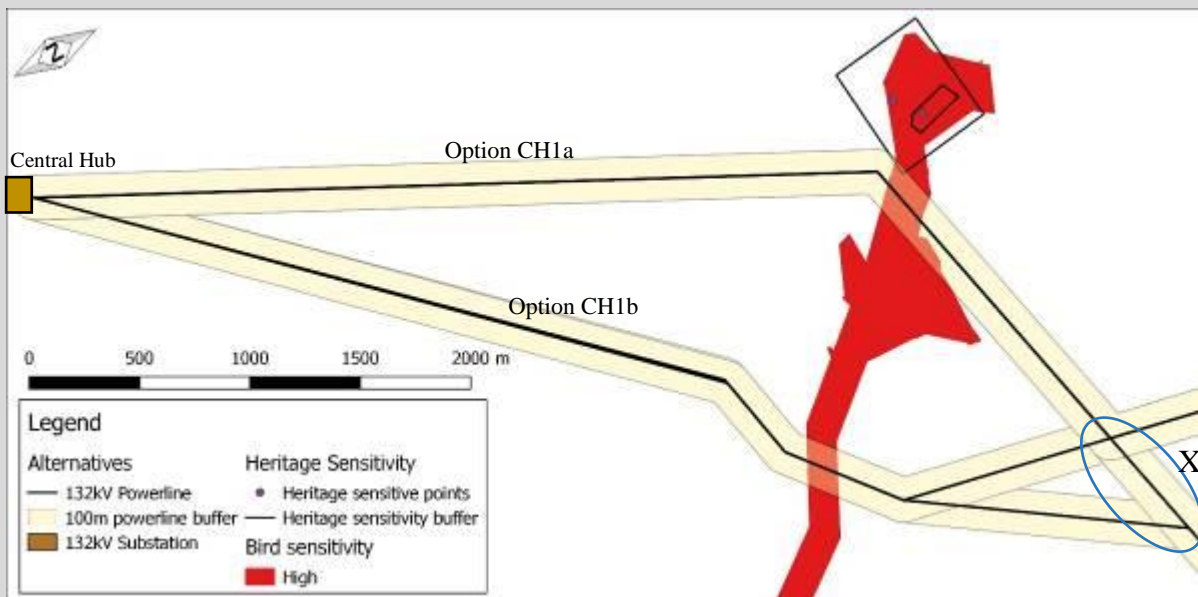 N
Central Hub
Option CH1a
Option CH1b
0 500 1000 1500 2000 m
X
Legend
Alternatives
132kV Powerline
100m powerline buffer
132kV Substation
Heritage Sensitivity
Heritage sensitive points
Heritage sensitivity buffer
Bird sensitivity
High